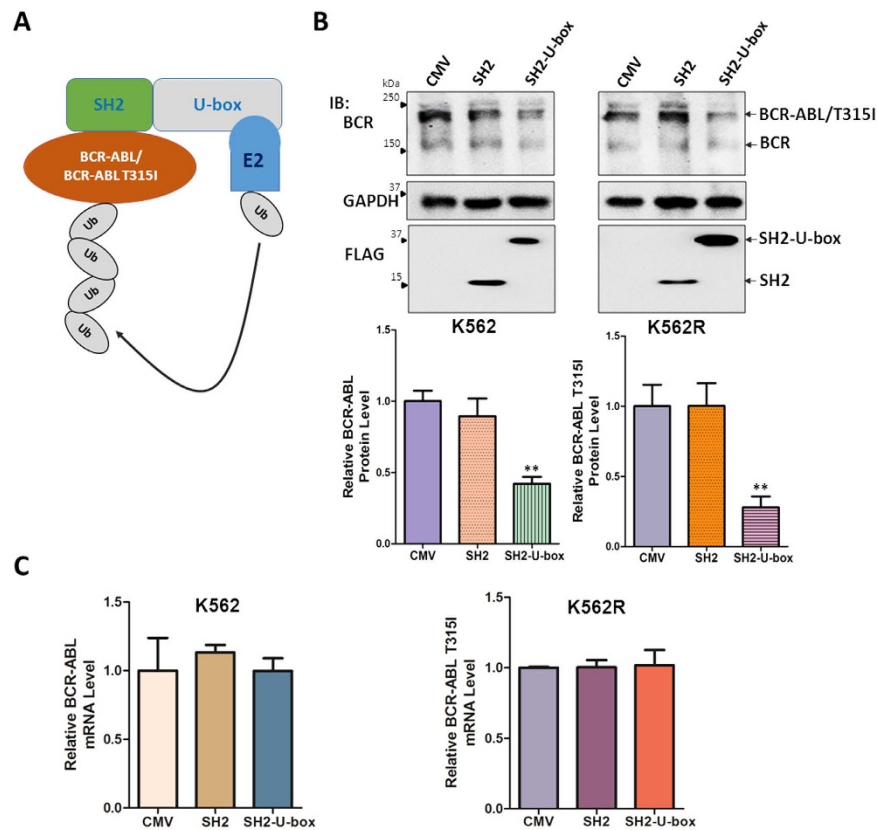 A
SH2
U-box
BCR-ABL/
BCR-ABL T315I
E2
Ub
Ub
Ub
Ub
Ub
B
CMV
SH2
SH2-U-box
CMV
SH2
SH2-U-box
kDa
IB:
BCR
250
150
BCR-ABL/T315I
BCR
GAPDH
37
FLAG
37
15
SH2-U-box
SH2
K562
Relative BCR-ABL
Protein Level
1.5
1.0
0.5
0.0
**
CMV
SH2
SH2-U-box
K562R
Relative BCR-ABL T315I
Protein Level
1.5
1.0
0.5
0.0
**
CMV
SH2
SH2-U-box
C
K562
Relative BCR-ABL
mRNA Level
1.5
1.0
0.5
0.0
CMV
SH2
SH2-U-box
K562R
Relative BCR-ABL T315I
mRNA Level
1.5
1.0
0.5
0.0
CMV
SH2
SH2-U-box